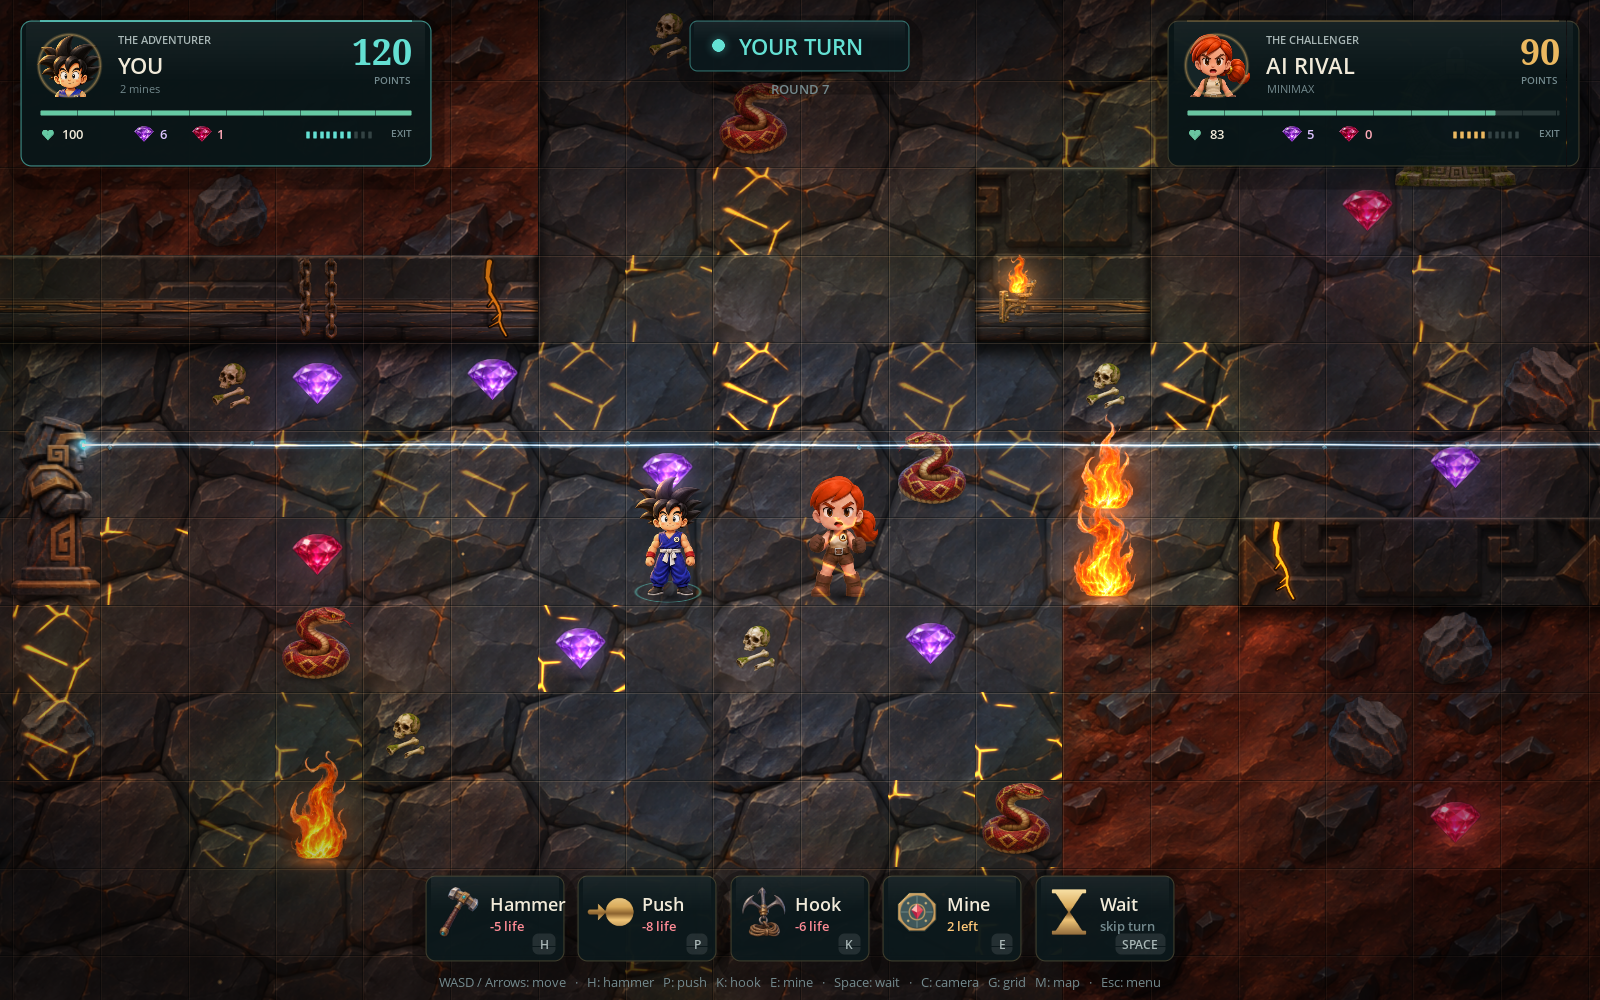 THE ADVENTURER
YOU
2 mines
120
POINTS
100
6
1
EXIT
YOUR TURN
ROUND 7
THE CHALLENGER
AI RIVAL
MINIMAX
90
POINTS
83
5
0
EXIT
Hammer
-5 life
H
Push
-8 life
P
Hook
-6 life
K
Mine
2 left
E
Wait
skip turn
SPACE
WASD / Arrows: move · H: hammer P: push K: hook E: mine · Space: wait · C: camera G: grid M: map · Esc: menu